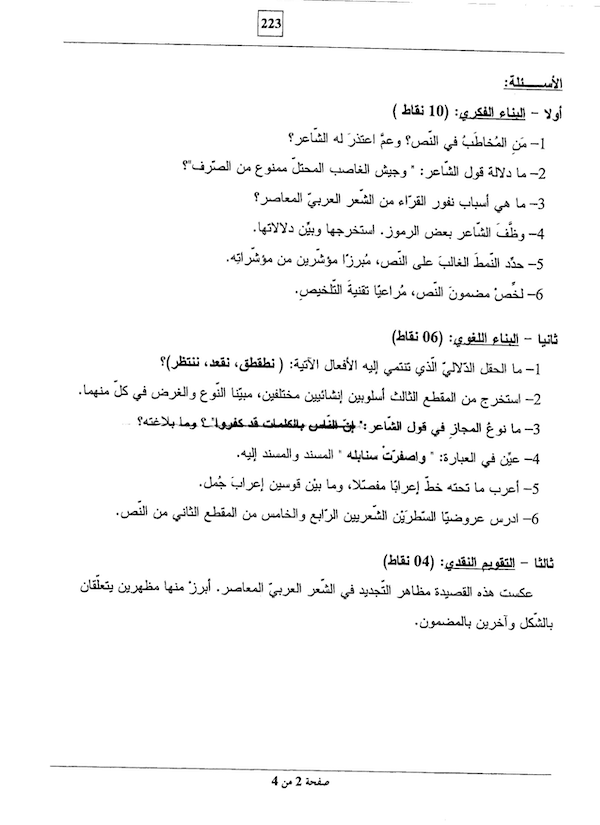 223
الأســـئلة:
أولا – البناء الفكري: (10 نقاط )
1– مَنِ المُخاطَبُ في النّص؟ وعمَّ اعتذرَ له الشّاعر؟
2– ما دلالة قول الشّاعر: " وجيش الغاصب المحتلّ ممنوع من الصّرف"؟
3– ما هي أسباب نفور القرّاء من الشّعر العربيّ المعاصر؟
4– وظَّفَ الشّاعر بعض الرموز. استخرجها وبيِّن دلالاتها.
5– حدِّد النّمطَ الغالبَ على النّص، مُبرزًا مؤشّرين من مؤشّراتِه.
6– لخِّصْ مضمونَ النّص، مُراعيًا تقنيةَ التّلخيصِ.
ثانيا – البناء اللغوي: (06 نقاط)
1– ما الحقل الدّلاليّ الّذي تنتمي إليه الأفعال الآتية: ( نطقطق، نقعد، ننتظر)؟
2– استخرج من المقطع الثالث أسلوبين إنشائيين مختلفين، مبيّنا النّوع والغرض في كلّ منهما.
3– ما نوعُ المجازِ في قول الشّاعر:" إنّ النّاس بالكلمات قد كفروا" ؟ وما بلاغته؟
4– عيِّن في العبارة: " واصفرّتْ سنابله " المسند والمسند إليه.
5– أعرب ما تحته خطّ إعرابًا مفصّلا، وما بيْن قوسين إعرابَ جُمل.
6– ادرس عروضيّا السّطرَيْن الشّعريين الرّابع والخامس من المقطع الثاني من النّص.
ثالثا – التقويم النقدي: (04 نقاط)
عكست هذه القصيدة مظاهر التّجديد في الشّعر العربيّ المعاصر. أبرزْ منها مظهرين يتعلّقان
بالشّكل وآخرين بالمضمون.
صفحة 2 من 4